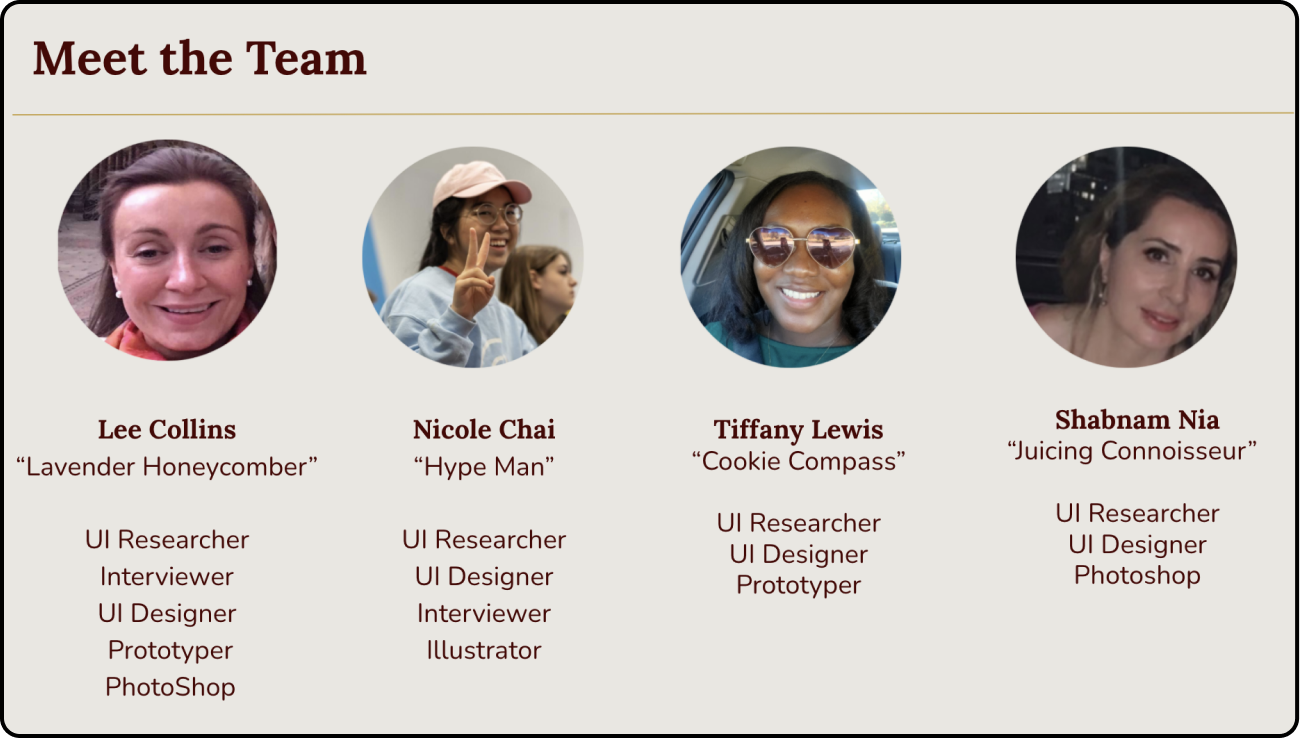 Meet the Team
Lee Collins
“Lavender Honeycomber”
UI Researcher
Interviewer
UI Designer
Prototyper
PhotoShop
Nicole Chai
“Hype Man”
UI Researcher
UI Designer
Interviewer
Illustrator
Tiffany Lewis
“Cookie Compass”
UI Researcher
UI Designer
Prototyper
Shabnam Nia
“Juicing Connoisseur”
UI Researcher
UI Designer
Photoshop